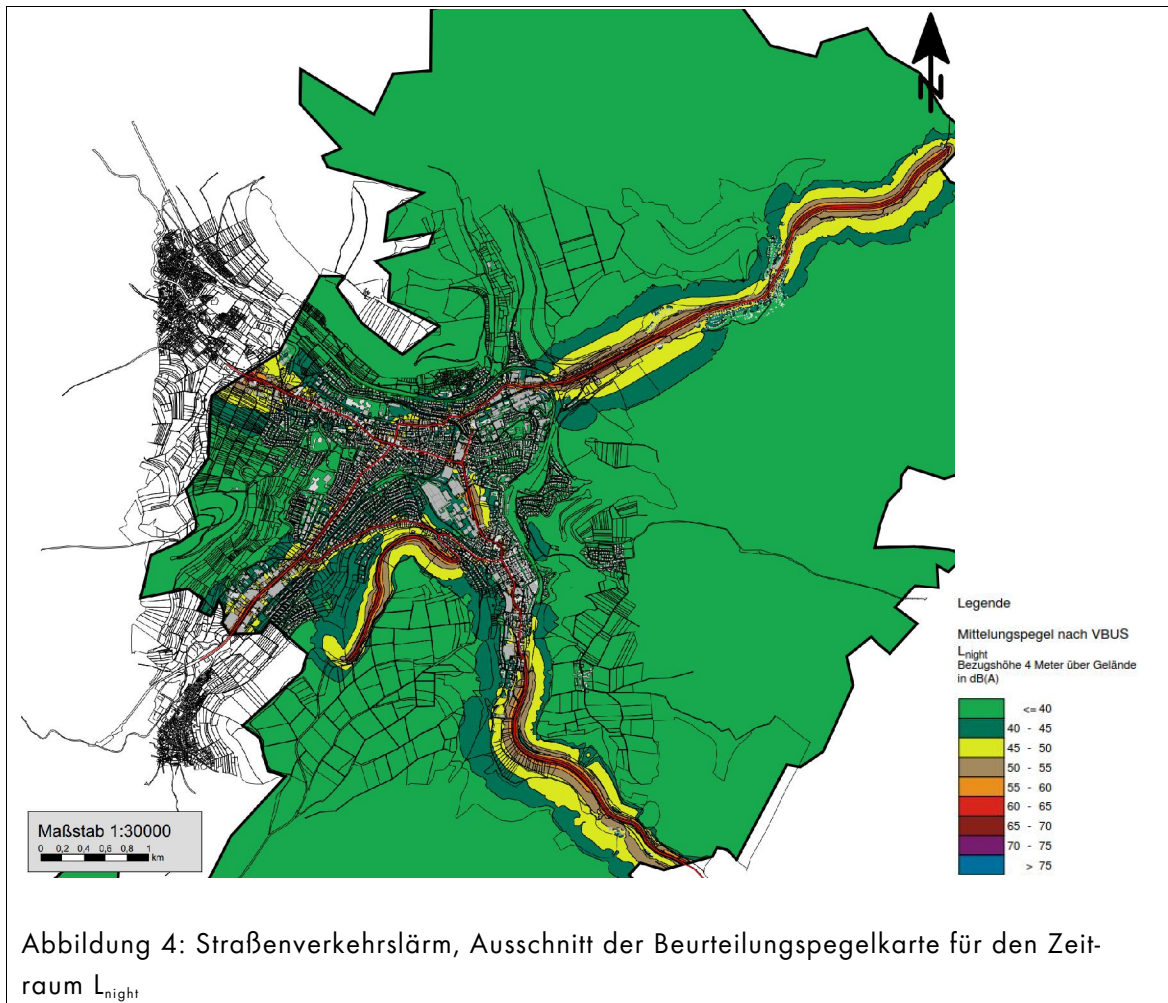 N
Legende
Mittelungspegel nach VBUS
Lnight
Bezugshöhe 4 Meter über Gelände
in dB(A)
<= 40
40 - 45
45 - 50
50 - 55
55 - 60
60 - 65
65 - 70
70 - 75
> 75
Maßstab 1:30000
0 0,2 0,4 0,6 0,8 1
km
Abbildung 4: Straßenverkehrslärm, Ausschnitt der Beurteilungspegelkarte für den Zeit-
raum Lnight